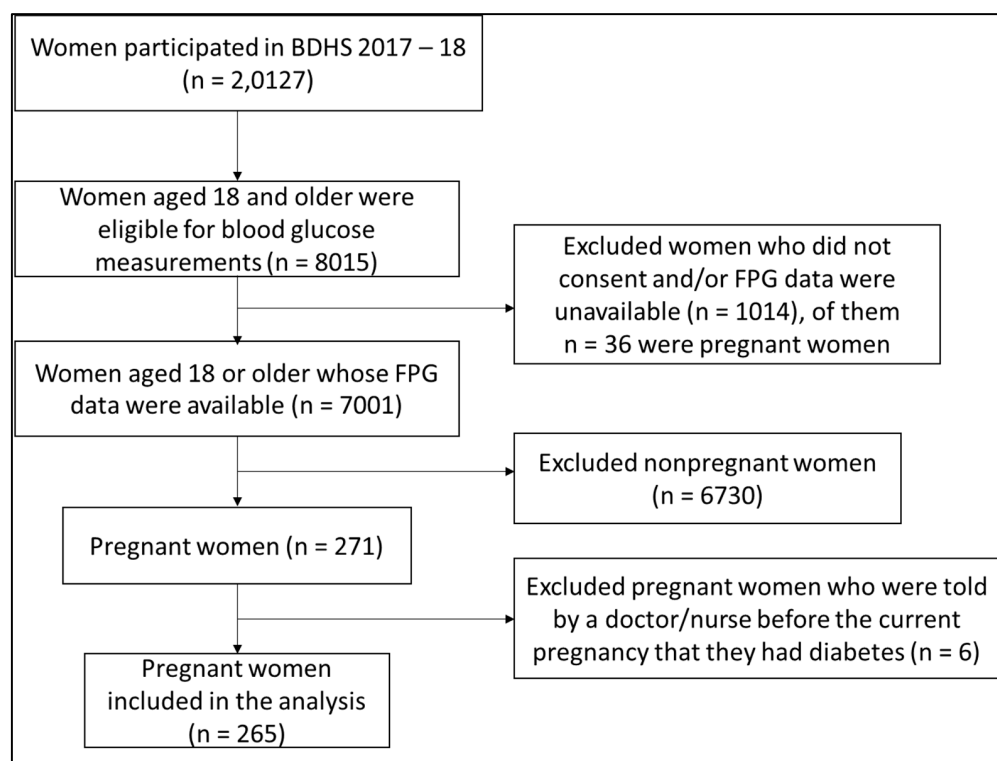 Women participated in BDHS 2017 – 18
(n = 2,0127)
Women aged 18 and older were
eligible for blood glucose
measurements (n = 8015)
Excluded women who did not
consent and/or FPG data were
unavailable (n = 1014), of them
n = 36 were pregnant women
Women aged 18 or older whose FPG
data were available (n = 7001)
Excluded nonpregnant women
(n = 6730)
Pregnant women (n = 271)
Excluded pregnant women who were told
by a doctor/nurse before the current
pregnancy that they had diabetes (n = 6)
Pregnant women
included in the analysis
(n = 265)